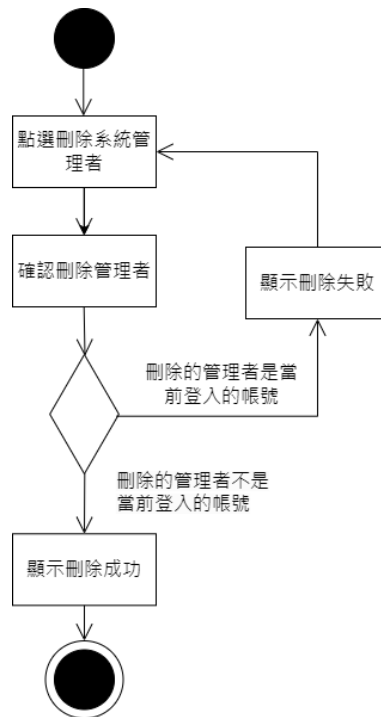 點選刪除系統管
理者
確認刪除管理者
顯示刪除失敗
刪除的管理者是當
前登入的帳號
刪除的管理者不是
當前登入的帳號
顯示刪除成功